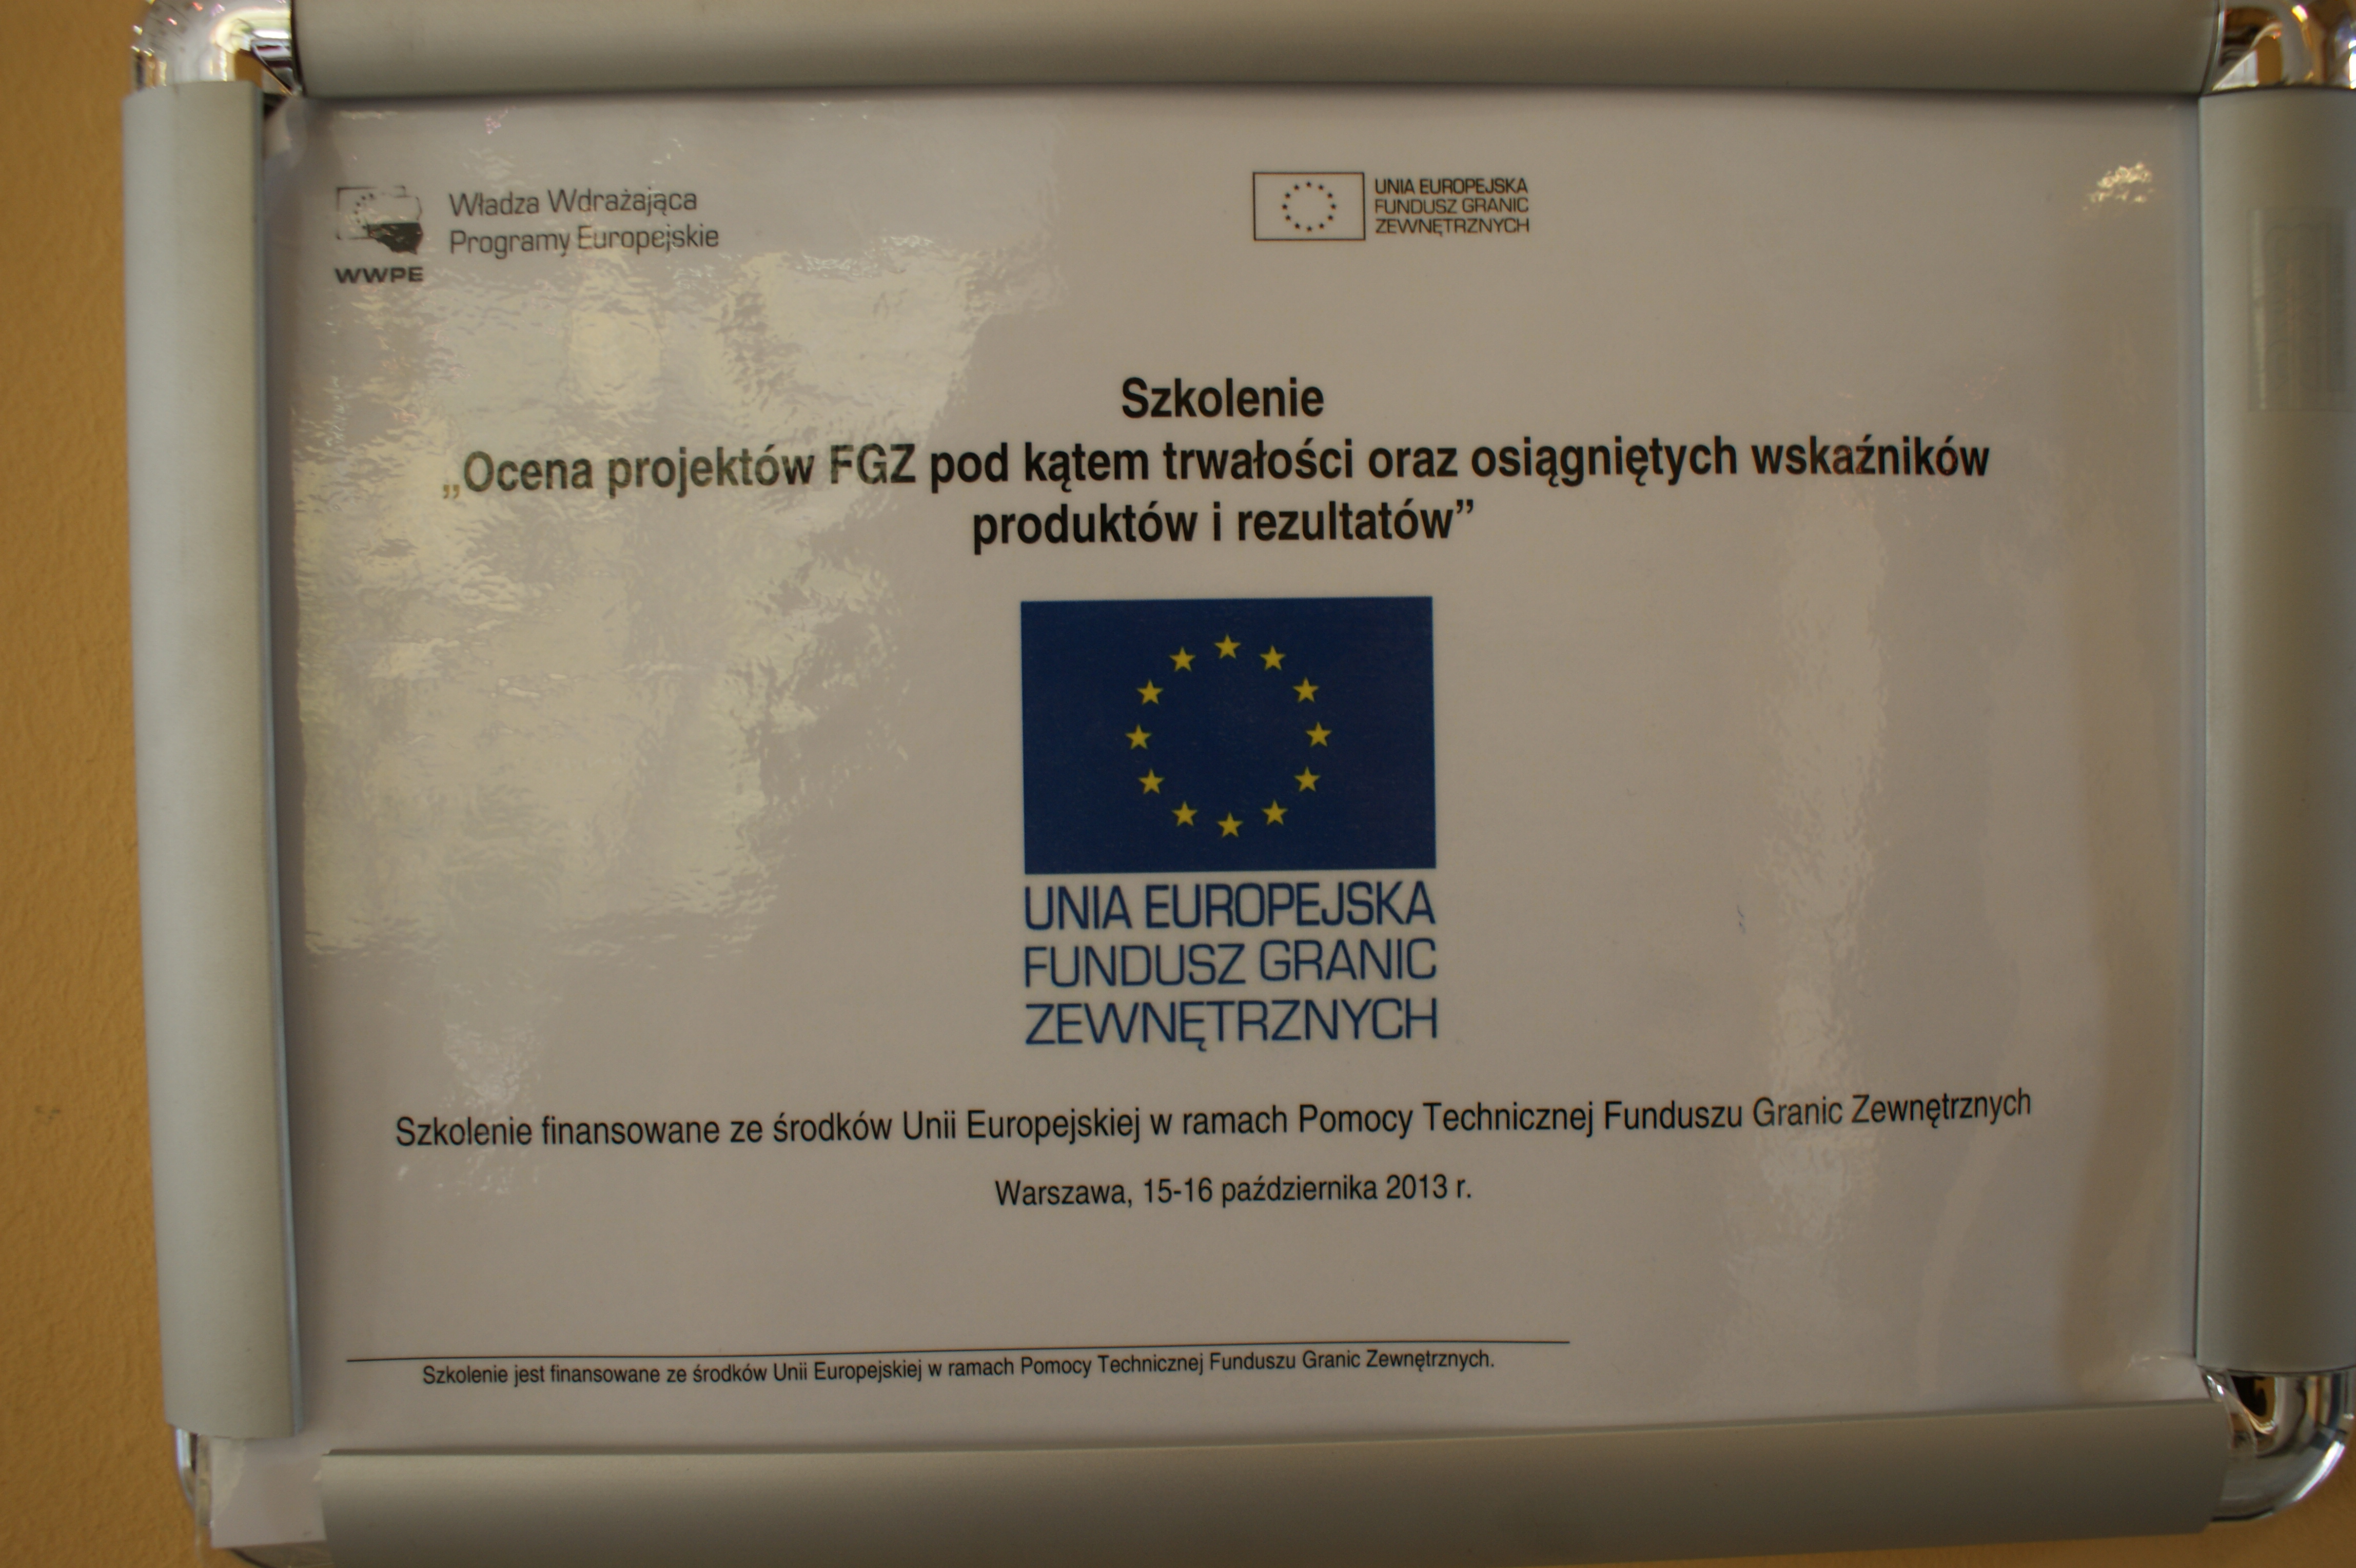 Władza Wdrażająca
Programy Europejskie
WWPE
UNIA EUROPEJSKA
FUNDUSZ GRANIC
ZEWNĘTRZNYCH
Szkolenie
„Ocena projektów FGZ pod kątem trwałości oraz osiągniętych wskaźników
produktów i rezultatów”
UNIA EUROPEJSKA
FUNDUSZ GRANIC
ZEWNĘTRZNYCH
Szkolenie finansowane ze środków Unii Europejskiej w ramach Pomocy Technicznej Funduszu Granic Zewnętrznych
Warszawa, 15-16 października 2013 r.
Szkolenie jest finansowane ze środków Unii Europejskiej w ramach Pomocy Technicznej Funduszu Granic Zewnętrznych.